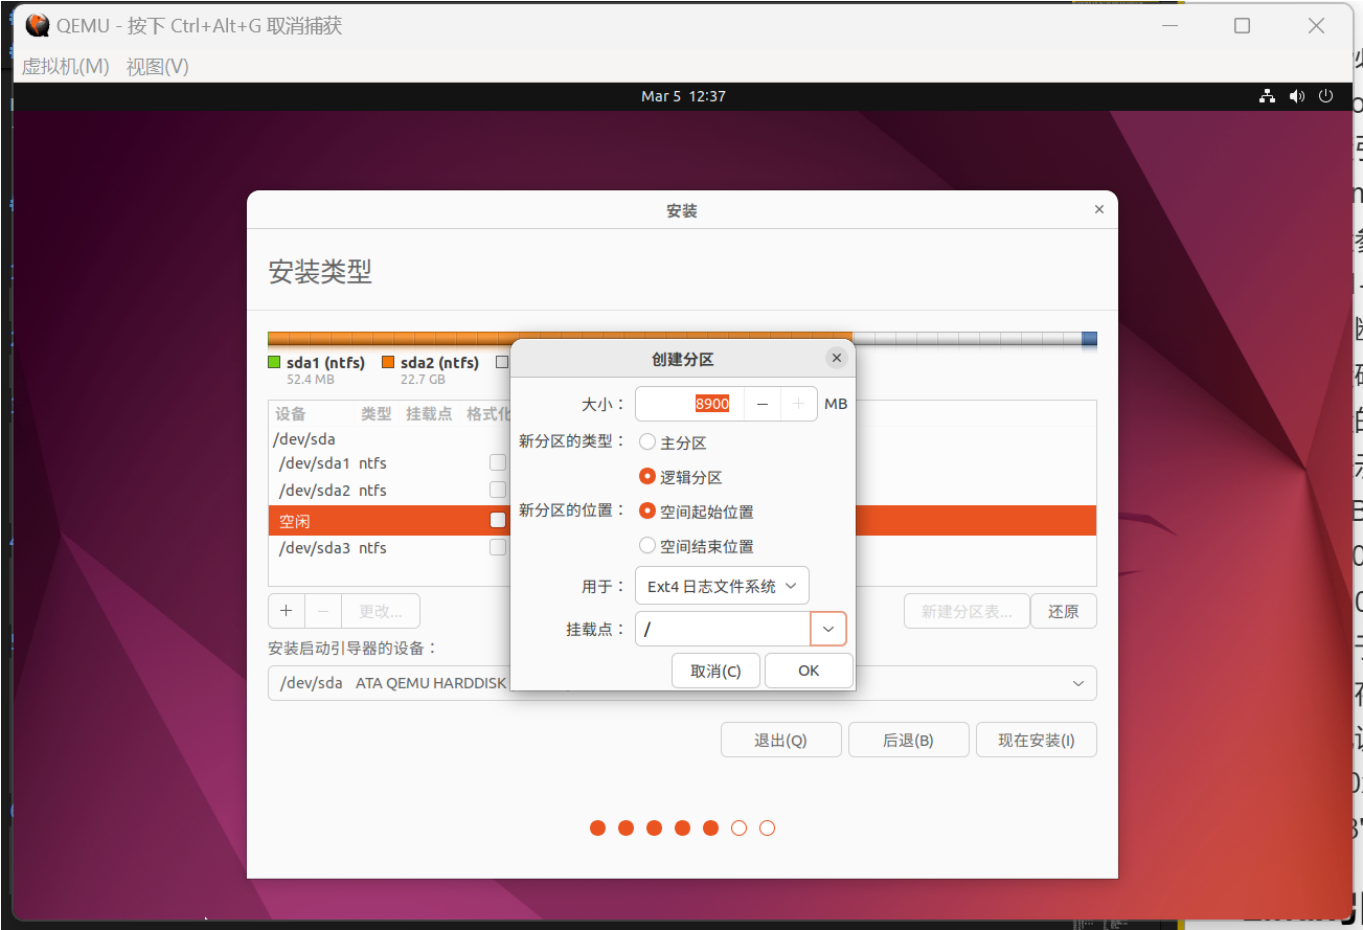 QEMU - 按下 Ctrl+Alt+G 取消捕获
虚拟机(M) 视图(V)
Mar 5 12:37
安装
安装类型
sda1 (ntfs)
52.4 MB
sda2 (ntfs)
22.7 GB
设备 类型 挂载点 格式化
/dev/sda
/dev/sda1 ntfs
/dev/sda2 ntfs
空闲
/dev/sda3 ntfs
+ − 更改...
新建分区表... 还原
安装启动引导器的设备：
/dev/sda ATA QEMU HARDDISK
退出(Q) 后退(B) 现在安装(I)
创建分区
大小： 8900 − + MB
新分区的类型： 主分区
逻辑分区
新分区的位置： 空间起始位置
空间结束位置
用于： Ext4 日志文件系统
挂载点： /
取消(C) OK